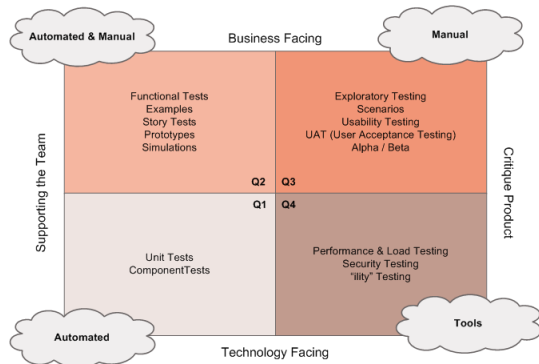 Automated & Manual
Business Facing
Manual
Functional Tests
Examples
Story Tests
Prototypes
Simulations
Exploratory Testing
Scenarios
Usability Testing
UAT (User Acceptance Testing)
Alpha / Beta
Supporting the Team
Critique Product
Q2
Q3
Q1
Q4
Unit Tests
ComponentTests
Performance & Load Testing
Security Testing
"ility" Testing
Automated
Technology Facing
Tools